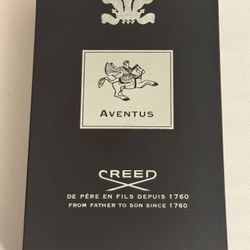 AVENTUS
CREED
DE PÈRE EN FILS DEPUIS 1760
FROM FATHER TO SON SINCE 1760